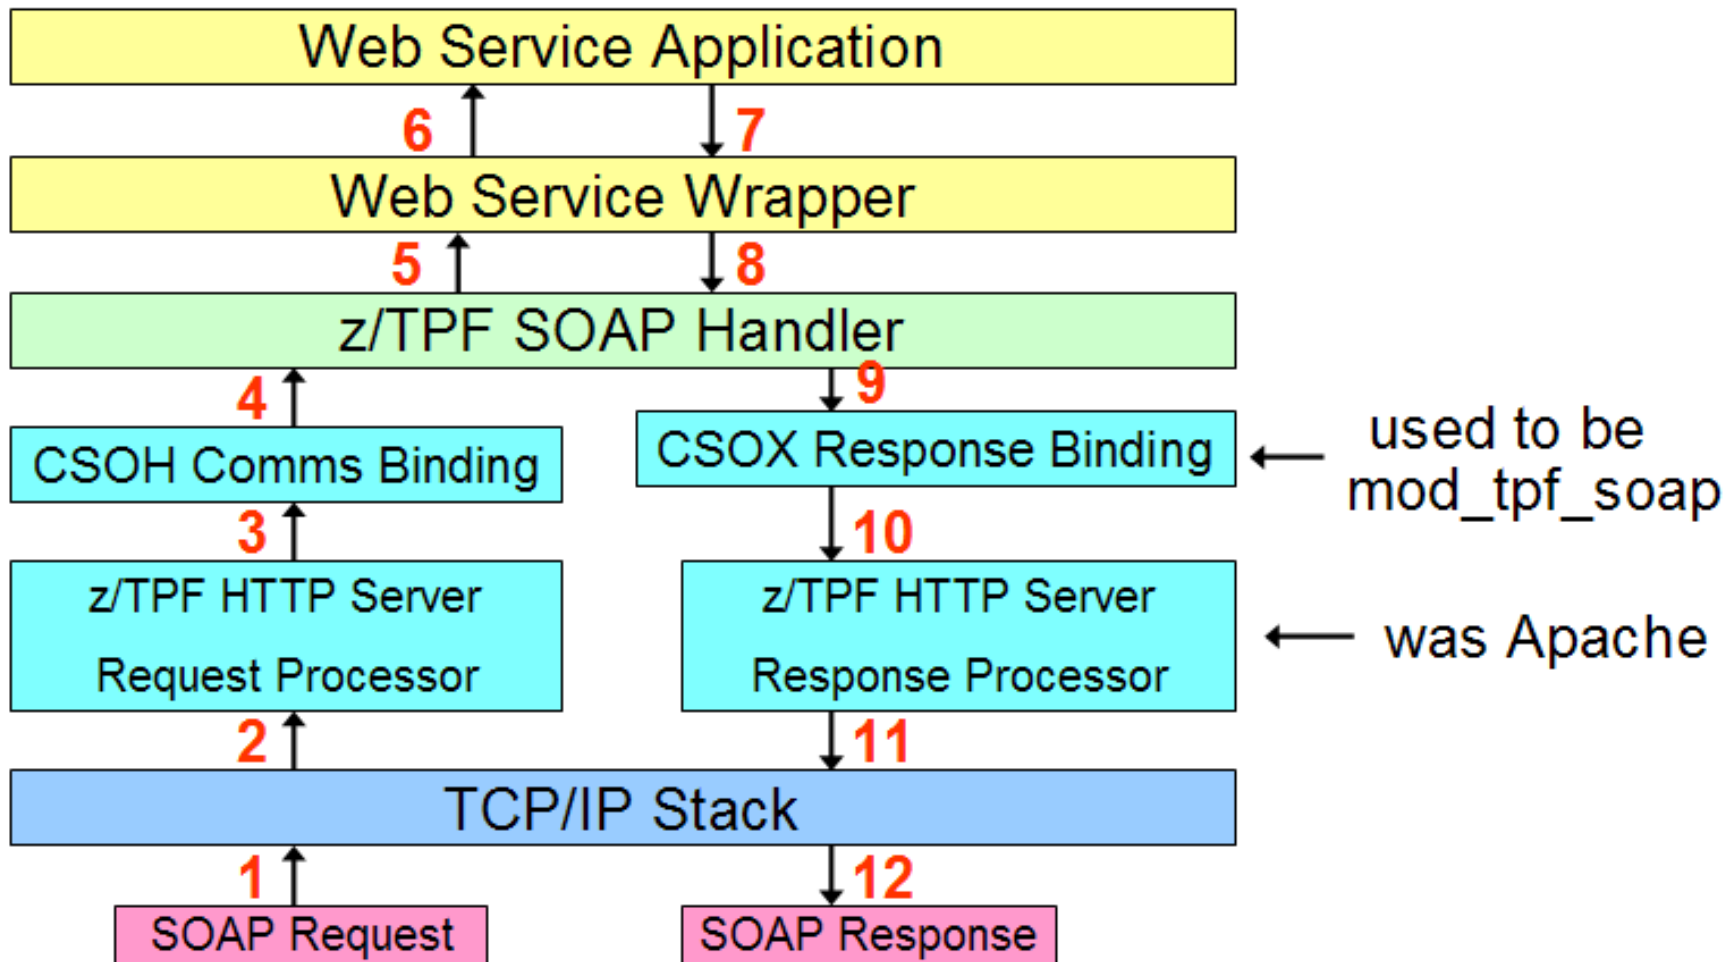 Web Service Application
6
7
Web Service Wrapper
5
8
z/TPF SOAP Handler
4
9
CSOH Comms Binding
CSOX Response Binding
used to be
mod_tpf_soap
3
10
z/TPF HTTP Server
Request Processor
z/TPF HTTP Server
Response Processor
was Apache
2
11
TCP/IP Stack
1
12
SOAP Request
SOAP Response